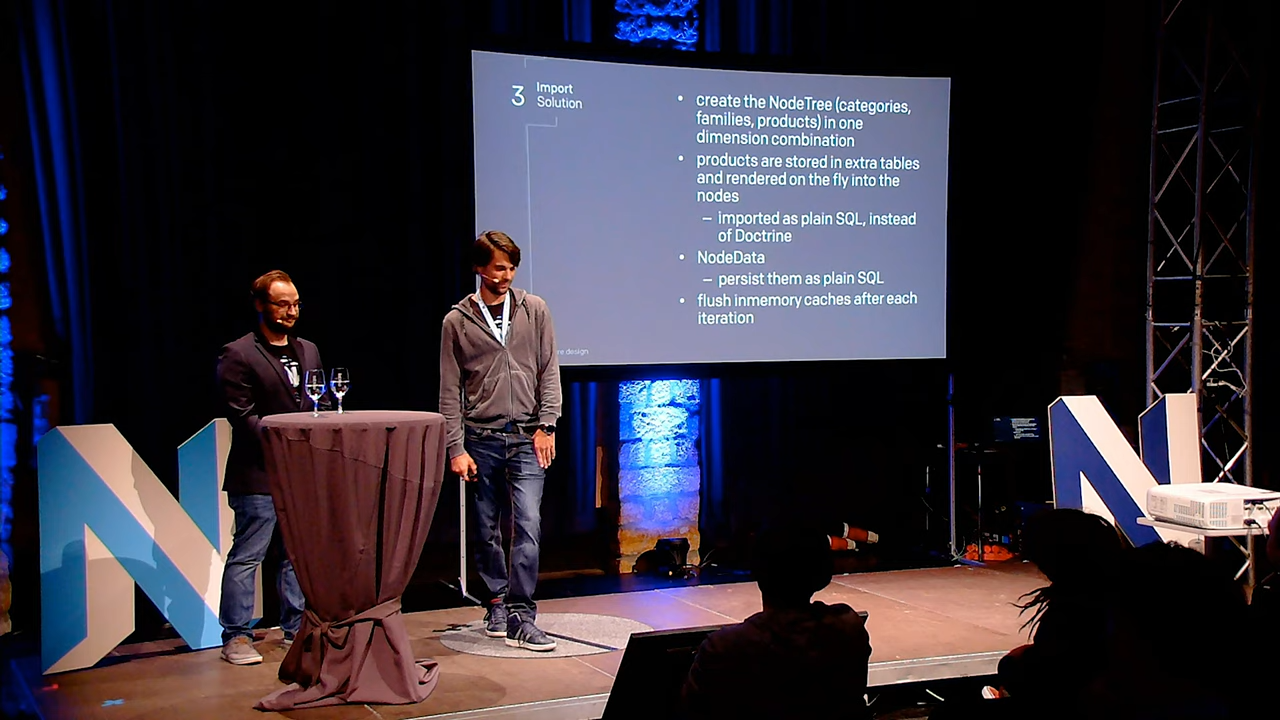 3
Import
Solution
• create the NodeTree (categories,
families, products) in one
dimension combination
• products are stored in extra tables
and rendered on the fly into the
nodes
– imported as plain SQL, instead
of Doctrine
• NodeData
– persist them as plain SQL
• flush inmemory caches after each
iteration
design
N
N